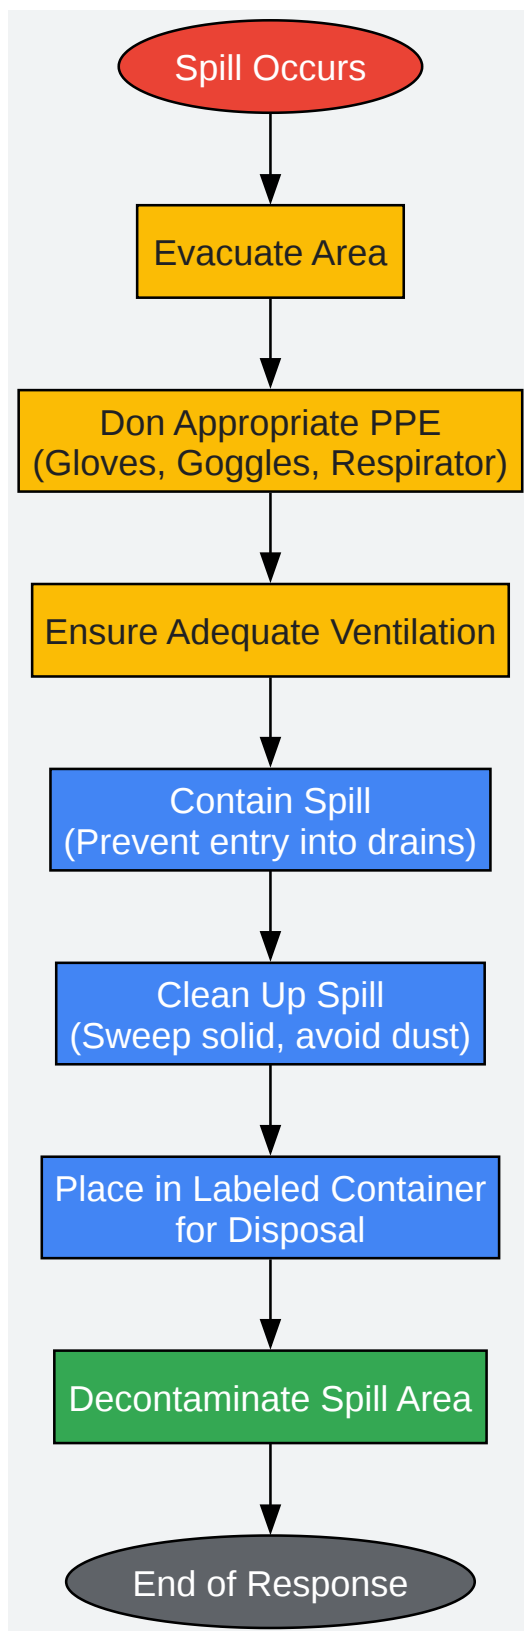 Spill Occurs
Evacuate Area
Don Appropriate PPE
(Gloves, Goggles, Respirator)
Ensure Adequate Ventilation
Contain Spill
(Prevent entry into drains)
Clean Up Spill
(Sweep solid, avoid dust)
Place in Labeled Container
for Disposal
Decontaminate Spill Area
End of Response